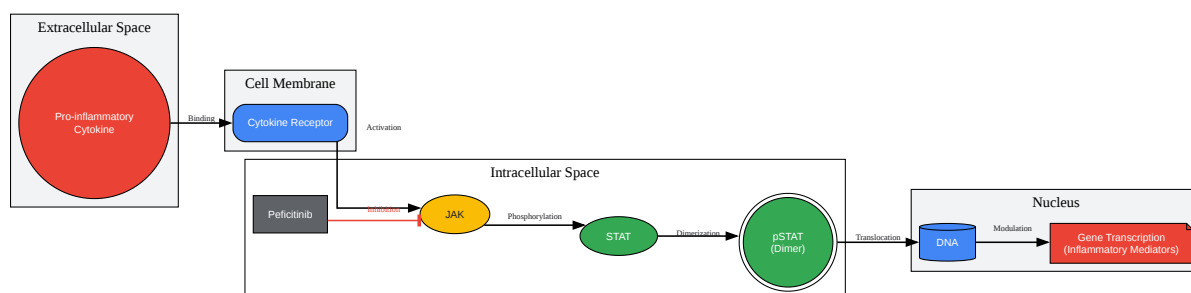 Extracellular Space
Pro-inflammatory
Cytokine
Binding
Cell Membrane
Cytokine Receptor
Activation
Intracellular Space
Peficitinib
Inhibition
JAK
Phosphorylation
STAT
Dimerization
pSTAT
(Dimer)
Translocation
Nucleus
DNA
Modulation
Gene Transcription
(Inflammatory Mediators)